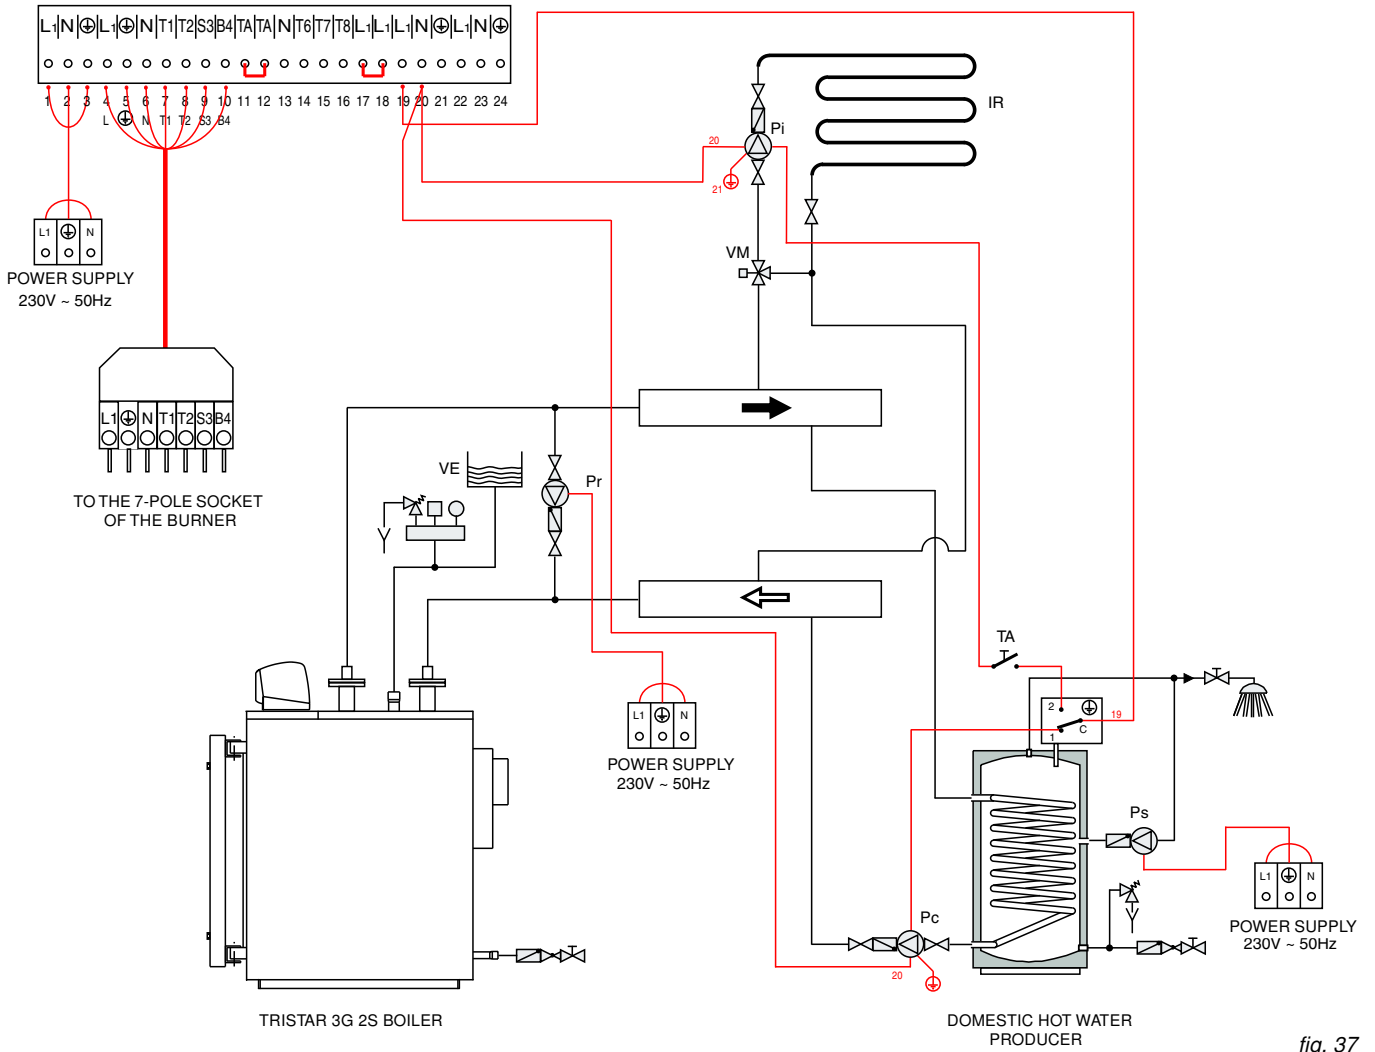 L1 N L1 N T1 T2 S3 B4 TA TA N T6 T7 T8 L1 L1 L1 N L1 N
1 2 3 4 5 6 7 8 9 10 11 12 13 14 15 16 17 18 19 20 21 22 23 24
L N T1 T2 S3 B4
L1 N
POWER SUPPLY
230V ~ 50Hz
L1 N T1 T2 S3 B4
TO THE 7-POLE SOCKET
OF THE BURNER
IR
Pi
20
21
VM
VE
Pr
L1 N
POWER SUPPLY
230V ~ 50Hz
TA
2
19
C
1
Ps
L1 N
POWER SUPPLY
230V ~ 50Hz
Pc
20
TRISTAR 3G 2S BOILER
DOMESTIC HOT WATER
PRODUCER
fig. 37